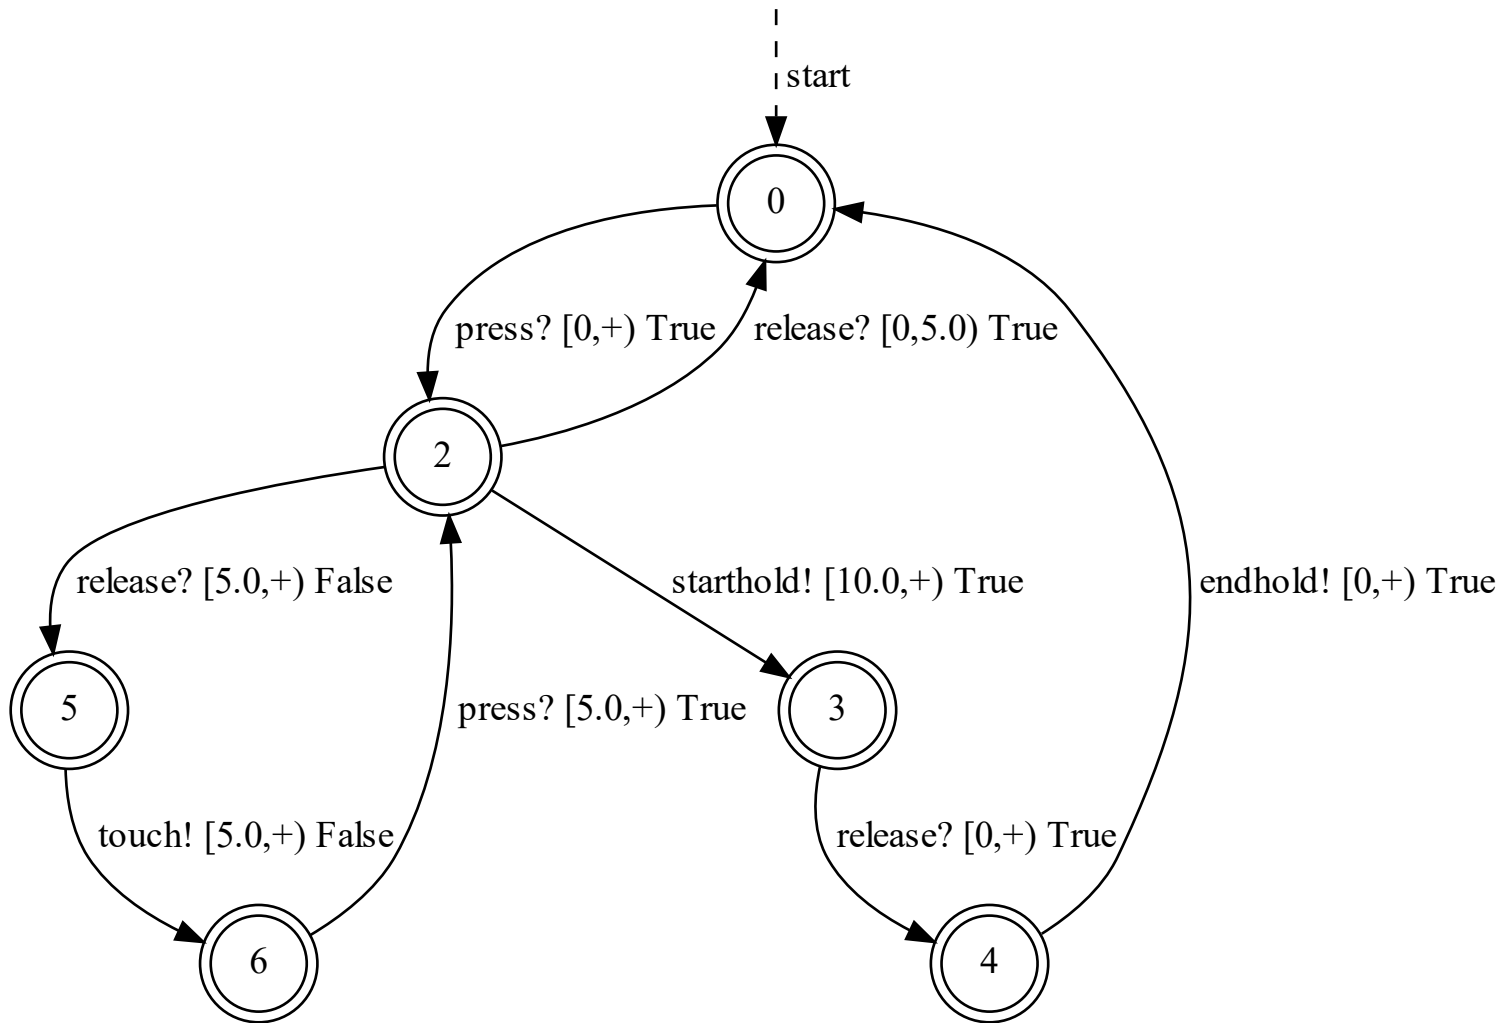 start
0
press? [0,+) True
release? [0,5.0) True
2
release? [5.0,+) False
starthold! [10.0,+) True
endhold! [0,+) True
5
press? [5.0,+) True
3
touch! [5.0,+) False
release? [0,+) True
6
4